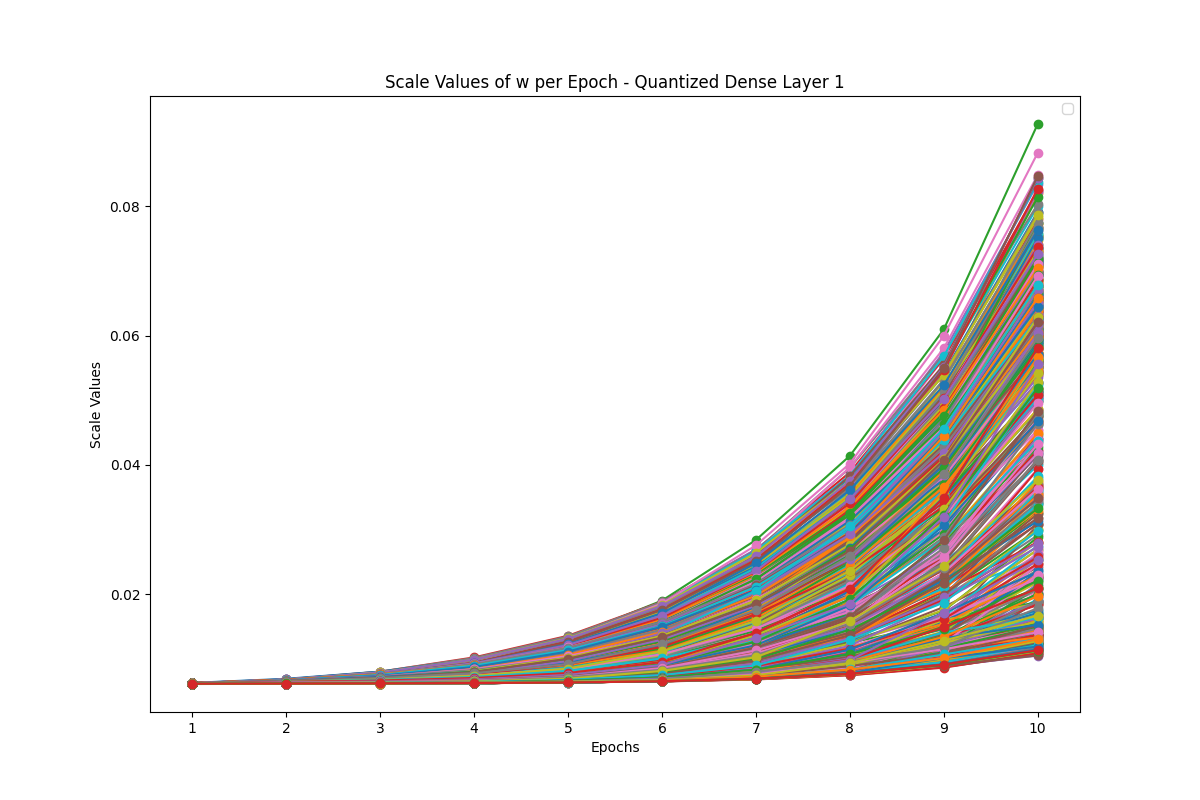 Scale Values of w per Epoch - Quantized Dense Layer 1
0.08
0.06
0.04
0.02
Scale Values
1 2 3 4 5 6 7 8 9 10
Epochs